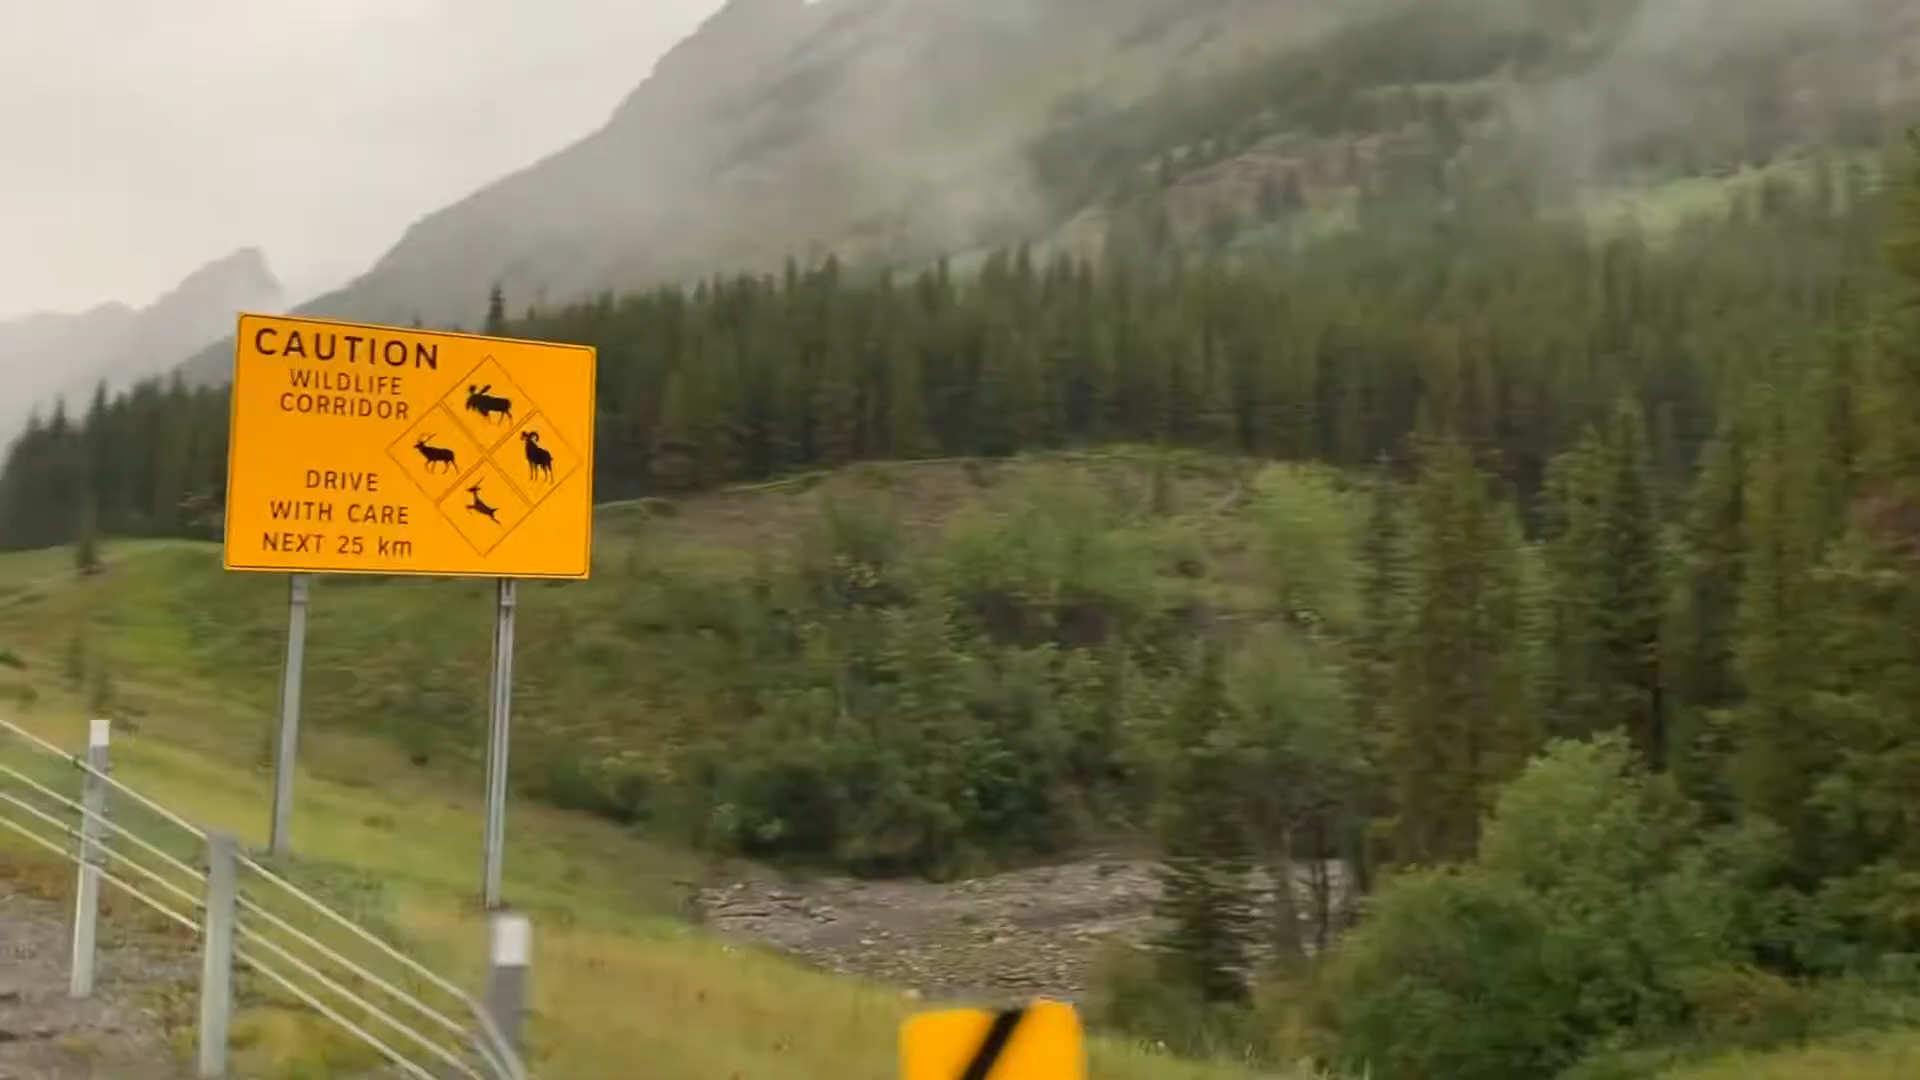 CAUTION
WILDLIFE
CORRIDOR
DRIVE
WITH CARE
NEXT 25 km